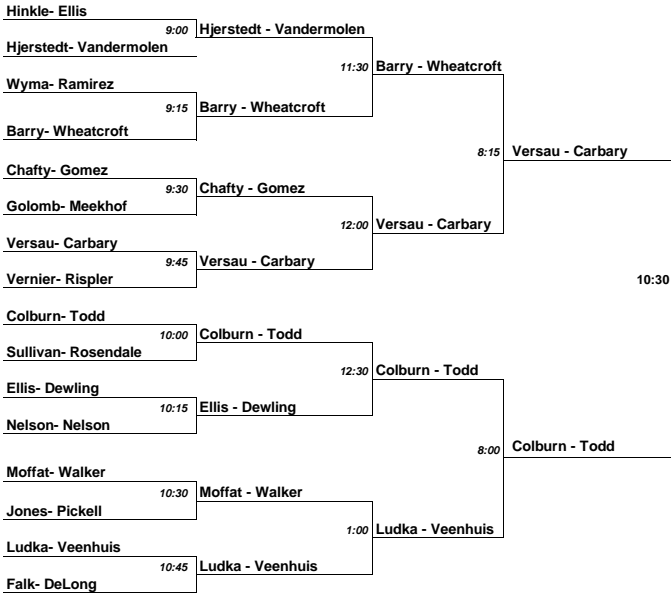 Hinkle- Ellis
9:00 Hjerstedt - Vandermolen
Hjerstedt- Vandermolen
11:30 Barry - Wheatcroft
Wyma- Ramirez
9:15 Barry - Wheatcroft
Barry- Wheatcroft
8:15 Versau - Carbary
Chafty- Gomez
9:30 Chafty - Gomez
Golomb- Meekhof
12:00 Versau - Carbary
Versau- Carbary
9:45 Versau - Carbary
Vernier- Rispler
10:30
Colburn- Todd
10:00 Colburn - Todd
Sullivan- Rosendale
12:30 Colburn - Todd
Ellis- Dewling
10:15 Ellis - Dewling
Nelson- Nelson
8:00 Colburn - Todd
Moffat- Walker
10:30 Moffat - Walker
Jones- Pickell
1:00 Ludka - Veenhuis
Ludka- Veenhuis
10:45 Ludka - Veenhuis
Falk- DeLong